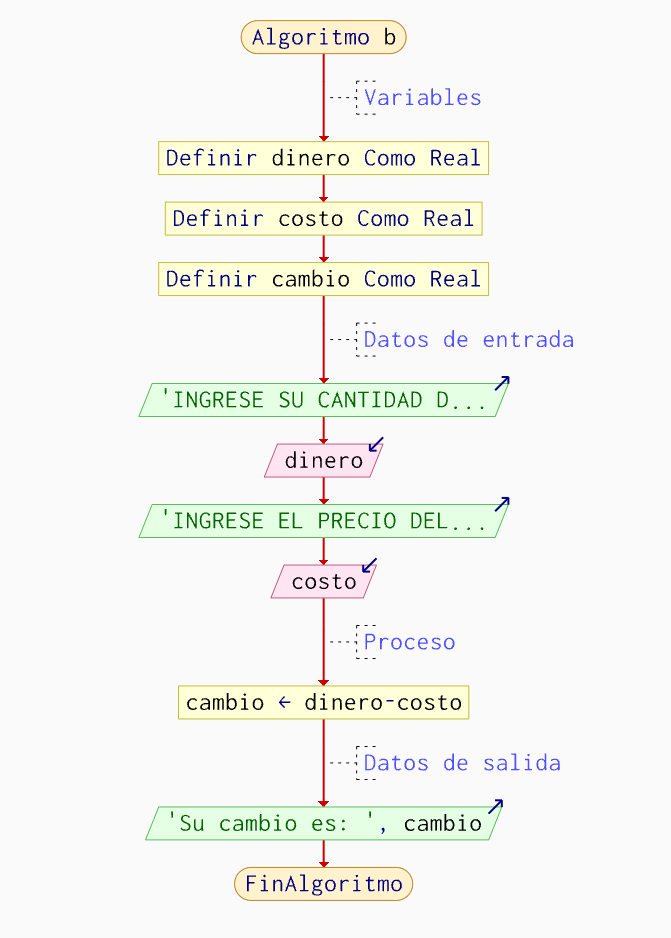 Algoritmo b
Variables
Definir dinero Como Real
Definir costo Como Real
Definir cambio Como Real
Datos de entrada
'INGRESE SU CANTIDAD D...
dinero
'INGRESE EL PRECIO DEL...
costo
Proceso
cambio ← dinero-costo
Datos de salida
'Su cambio es: ', cambio
FinAlgoritmo